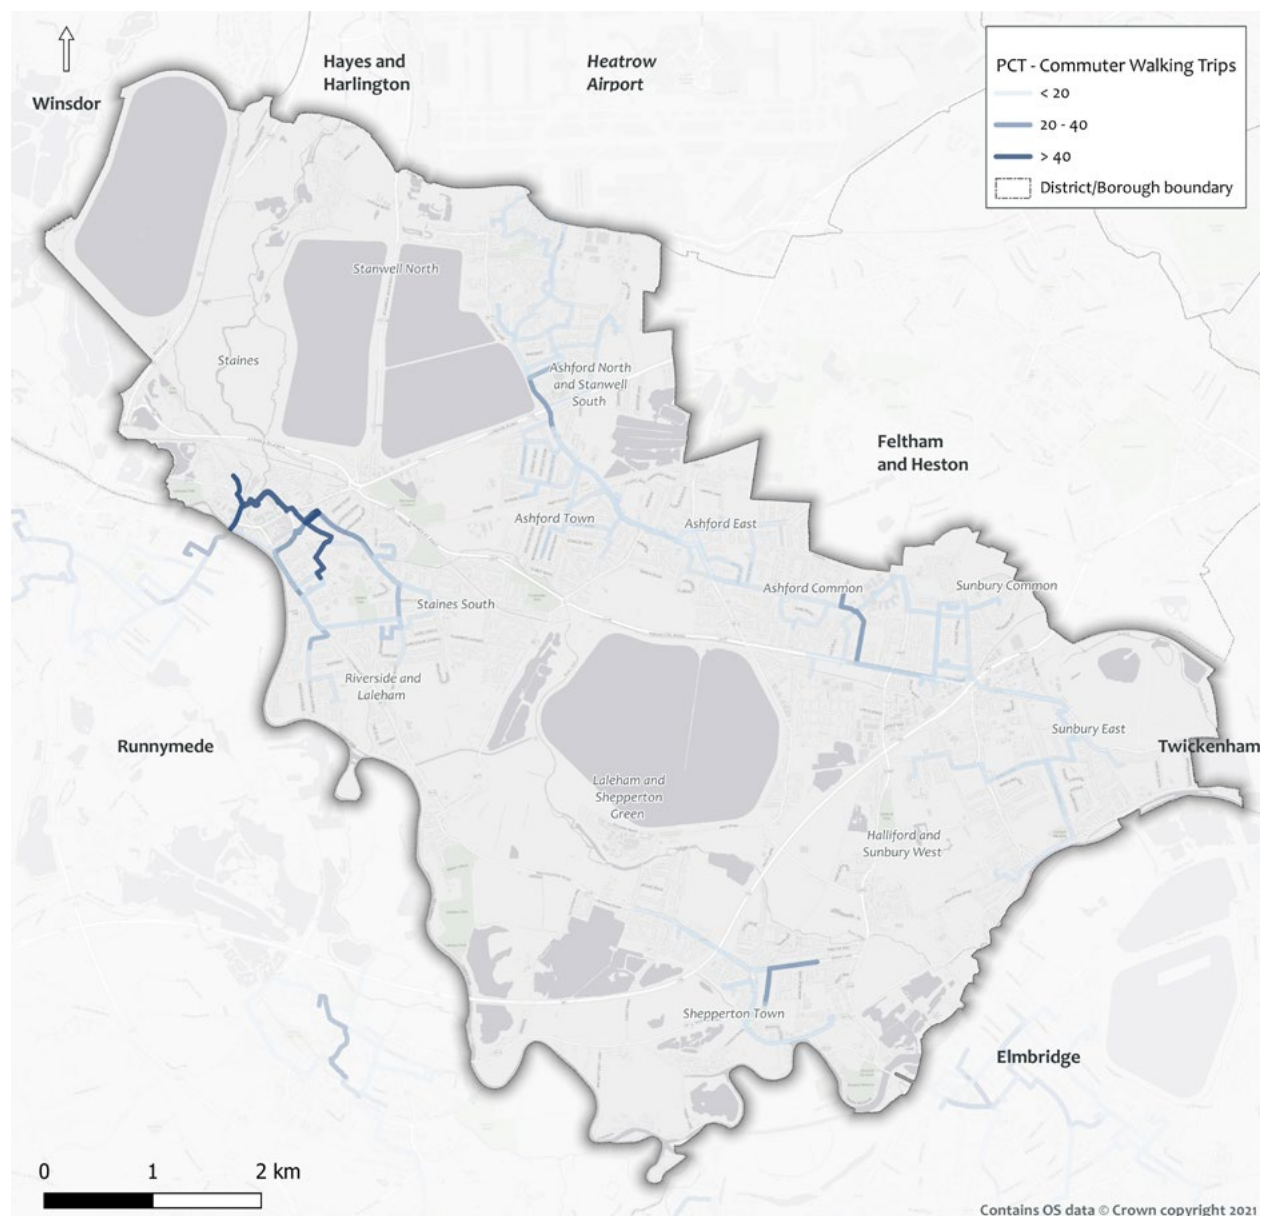 Winsdor
Hayes and
Harlington
Heatrow
Airport
PCT - Commuter Walking Trips
< 20
20 - 40
> 40
District/Borough boundary
Stanwell North
Staines
Ashford North
and Stanwell
South
Feltham
and Heston
Ashford Town
Ashford East
Ashford Common
Sunbury Common
Staines South
Riverside and
Laleham
Runnymede
Sunbury East
Twickenham
Laleham and
Shepperton
Green
Halliford and
Sunbury West
Shepperton Town
Elmbridge
0 1 2 km
Contains OS data © Crown copyright 2021